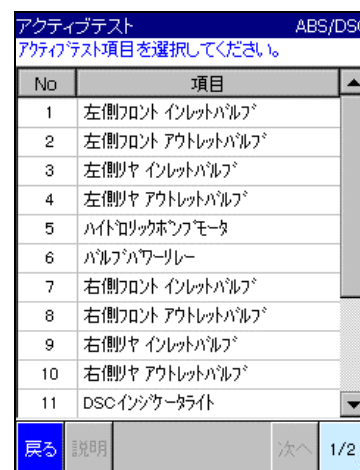 アクティブテスト ABS/DSC
ｱｸﾃｨﾌﾞﾃｽﾄ項目を選択してください。
No 項目
1 左側ﾌﾛﾝﾄ ｲﾝﾚｯﾄﾊﾞﾙﾌﾞ
2 左側ﾌﾛﾝﾄ ｱｳﾄﾚｯﾄﾊﾞﾙﾌﾞ
3 左側ﾘﾔ ｲﾝﾚｯﾄﾊﾞﾙﾌﾞ
4 左側ﾘﾔ ｱｳﾄﾚｯﾄﾊﾞﾙﾌﾞ
5 ﾊｲﾄﾞﾛﾘｯｸﾎﾟﾝﾌﾟﾓｰﾀ
6 ﾊﾞﾙﾌﾞﾊﾟﾜｰﾘﾚｰ
7 右側ﾌﾛﾝﾄ ｲﾝﾚｯﾄﾊﾞﾙﾌﾞ
8 右側ﾌﾛﾝﾄ ｱｳﾄﾚｯﾄﾊﾞﾙﾌﾞ
9 右側ﾘﾔ ｲﾝﾚｯﾄﾊﾞﾙﾌﾞ
10 右側ﾘﾔ ｱｳﾄﾚｯﾄﾊﾞﾙﾌﾞ
11 DSCｲﾝｼﾞｹｰﾀﾗｲﾄ
戻る 説明 次へ 1/2